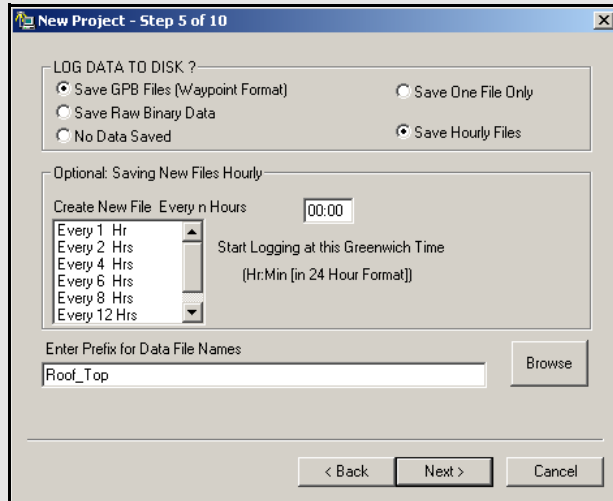 New Project - Step 5 of 10
LOG DATA TO DISK ?
Save GPB Files (Waypoint Format)
Save One File Only
Save Raw Binary Data
No Data Saved
Save Hourly Files
Optional: Saving New Files Hourly
Create New File Every n Hours
00:00
Every 1 Hr
Every 2 Hrs
Every 4 Hrs
Every 6 Hrs
Every 8 Hrs
Every 12 Hrs
Start Logging at this Greenwich Time
(Hr:Min [in 24 Hour Format])
Enter Prefix for Data File Names
Roof_Top
Browse
< Back
Next >
Cancel